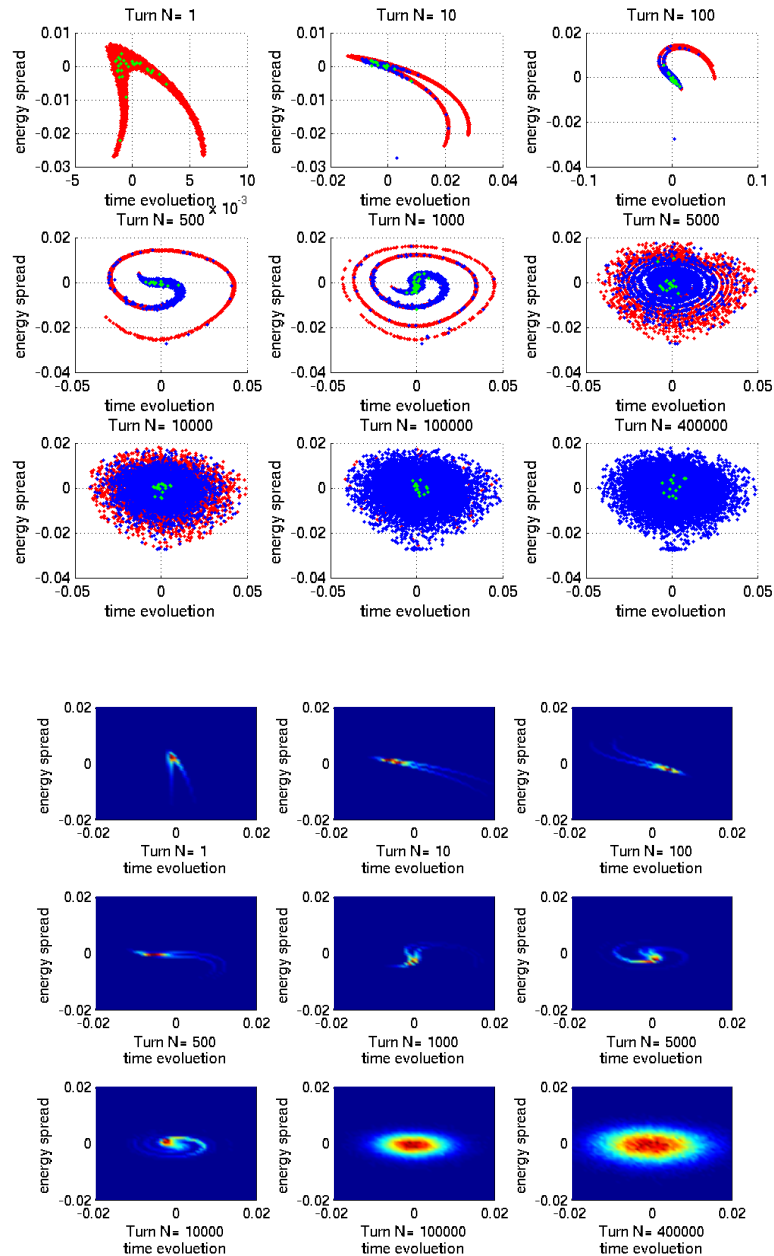 Turn N= 1
Turn N= 10
Turn N= 100
0.01
0
-0.01
-0.02
-0.03
energy spread
-5
0
5
10
time evoluetion
x 10^-3
0.01
0
-0.01
-0.02
-0.03
energy spread
-0.02
0
0.02
0.04
time evoluetion
0.02
0
-0.02
-0.04
energy spread
-0.1
0
0.1
time evoluetion
Turn N= 500
Turn N= 1000
Turn N= 5000
0.02
0
-0.02
-0.04
energy spread
-0.05
0
0.05
time evoluetion
0.02
0
-0.02
-0.04
energy spread
-0.05
0
0.05
time evoluetion
0.02
0
-0.02
-0.04
energy spread
-0.05
0
0.05
time evoluetion
Turn N= 10000
Turn N= 100000
Turn N= 400000
0.02
0
-0.02
-0.04
energy spread
-0.05
0
0.05
time evoluetion
0.02
0
-0.02
-0.04
energy spread
-0.05
0
0.05
time evoluetion
0.02
0
-0.02
-0.04
energy spread
-0.05
0
0.05
time evoluetion
0.02
0
-0.02
energy spread
-0.02
0
0.02
Turn N= 1
time evoluetion
0.02
0
-0.02
energy spread
-0.02
0
0.02
Turn N= 10
time evoluetion
0.02
0
-0.02
energy spread
-0.02
0
0.02
Turn N= 100
time evoluetion
0.02
0
-0.02
energy spread
-0.02
0
0.02
Turn N= 500
time evoluetion
0.02
0
-0.02
energy spread
-0.02
0
0.02
Turn N= 1000
time evoluetion
0.02
0
-0.02
energy spread
-0.02
0
0.02
Turn N= 5000
time evoluetion
0.02
0
-0.02
energy spread
-0.02
0
0.02
Turn N= 10000
time evoluetion
0.02
0
-0.02
energy spread
-0.02
0
0.02
Turn N= 100000
time evoluetion
0.02
0
-0.02
energy spread
-0.02
0
0.02
Turn N= 400000
time evoluetion